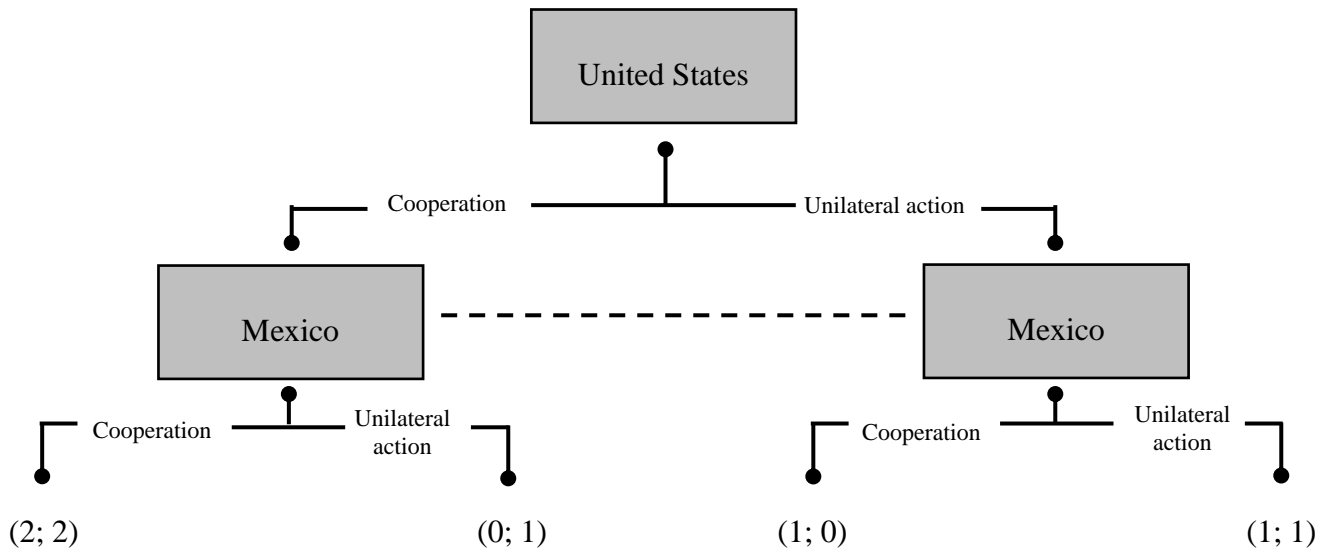 United States
Cooperation
Unilateral action
Mexico
Mexico
Cooperation
Unilateral
action
Cooperation
Unilateral
action
(2; 2)
(0; 1)
(1; 0)
(1; 1)